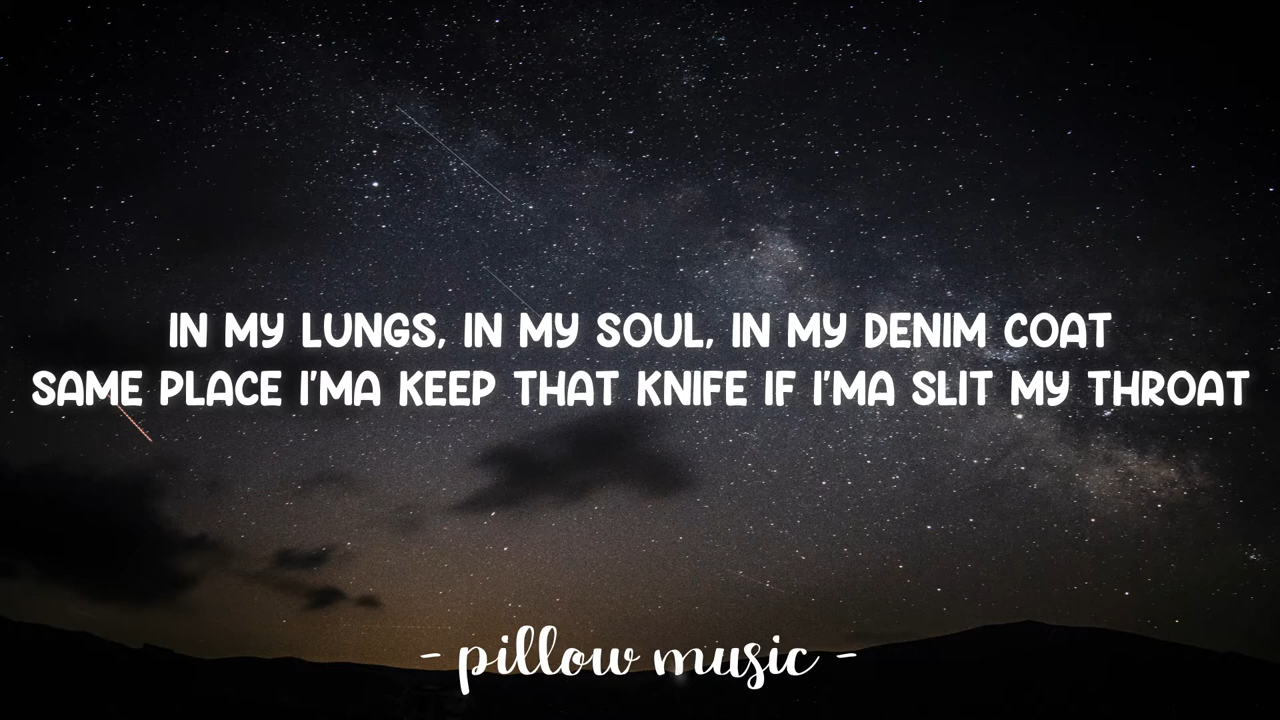 IN MY LUNGS, IN MY SOUL, IN MY DENIM COAT
SAME PLACE I'MA KEEP THAT KNIFE IF I'MA SLIT MY THROAT
- pillow music -